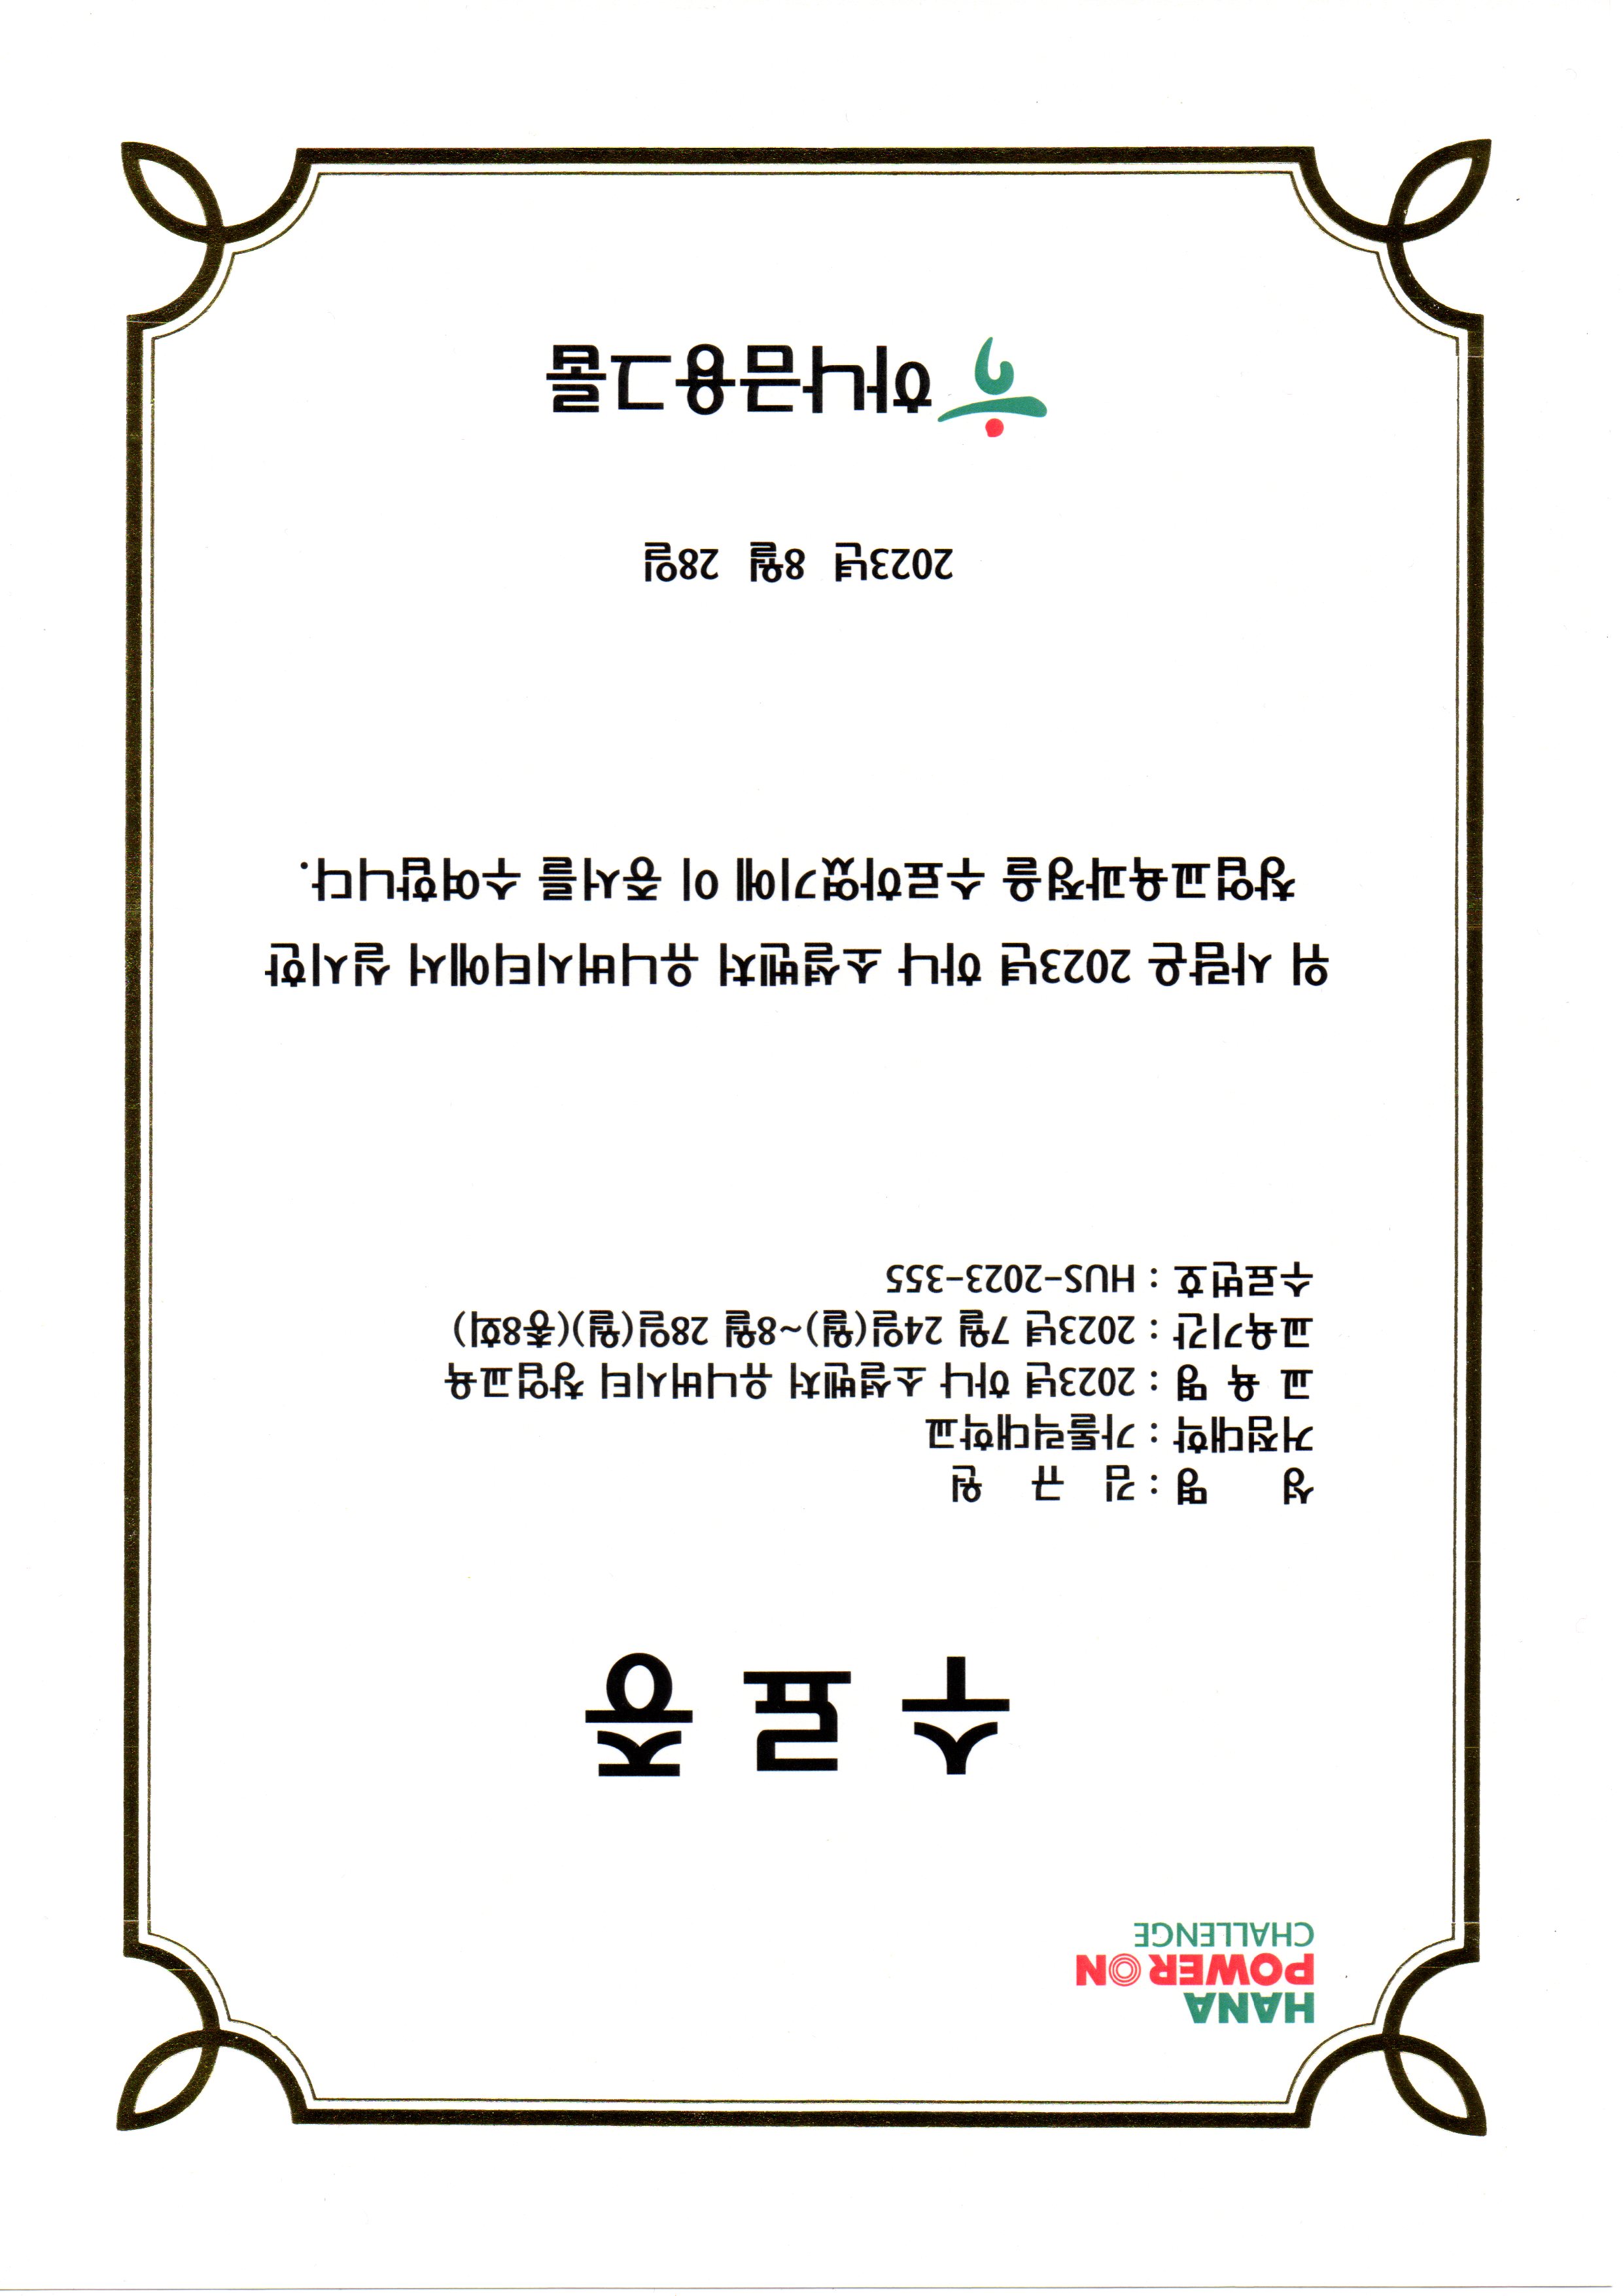 HANA
POWER ON
CHALLENGE
수 료 증
성 명 : 김 규 원
거점대학 : 가톨릭대학교
교 육 명 : 2023년 하나 소셜벤처 유니버시티 창업교육
교육기간 : 2023년 7월 24일(월)~8월 28일(월)(총8회)
수료번호 : HUS-2023-355
위 사람은 2023년 하나 소셜벤처 유니버시티에서 실시한
창업교육과정을 수료하였기에 이 증서를 수여합니다.
2023년 8월 28일
하나금융그룹